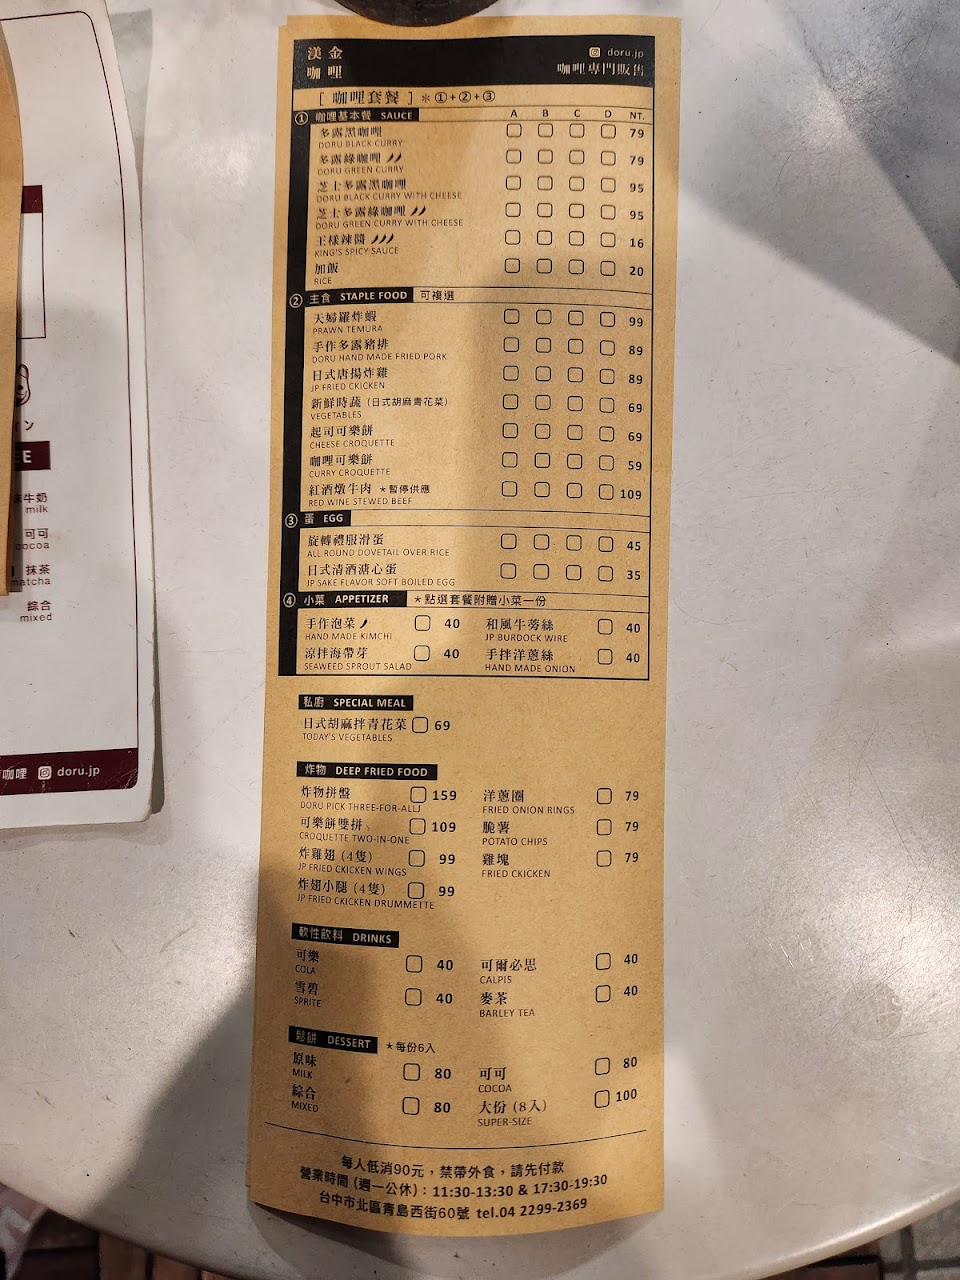 渼金
咖哩
doru.jp
咖哩專門販售
[ 咖哩套餐 ] *①+②+③
① 咖哩基本餐 SAUCE A B C D NT.
多露黑咖哩 79
DORU BLACK CURRY
多露綠咖哩 79
DORU GREEN CURRY
芝士多露黑咖哩 95
DORU BLACK CURRY WITH CHEESE
芝士多露綠咖哩 95
DORU GREEN CURRY WITH CHEESE
王樣辣醬 16
KING'S SPICY SAUCE
加飯 20
RICE
② 主食 STAPLE FOOD 可複選
天婦羅炸蝦 99
PRAWN TEMURA
手作多露豬排 89
DORU HAND MADE FRIED PORK
日式唐揚炸雞 89
JP FRIED CKICKEN
新鮮時蔬(日式胡麻青花菜) 69
VEGETABLES
起司可樂餅 69
CHEESE CROQUETTE
咖哩可樂餅 59
CURRY CROQUETTE
紅酒燉牛肉 *暫停供應 109
RED WINE STEWED BEEF
③ 蛋 EGG
旋轉禮服滑蛋 45
ALL ROUND DOVETAIL OVER RICE
日式清酒溏心蛋 35
JP SAKE FLAVOR SOFT BOILED EGG
④ 小菜 APPETIZER *點選套餐附贈小菜一份
手作泡菜 40 和風牛蒡絲 40
HAND MADE KIMCHI JP BURDOCK WIRE
涼拌海帶芽 40 手拌洋蔥絲 40
SEAWEED SPROUT SALAD HAND MADE ONION
私廚 SPECIAL MEAL
日式胡麻拌青花菜 69
TODAY'S VEGETABLES
炸物 DEEP FRIED FOOD
炸物拼盤 159 洋蔥圈 79
DORU PICK THREE-FOR-ALL FRIED ONION RINGS
可樂餅雙拼 109 脆薯 79
CROQUETTE TWO-IN-ONE POTATO CHIPS
炸雞翅(4隻) 99 雞塊 79
JP FRIED CKICKEN WINGS FRIED CKICKEN
炸翅小腿(4隻) 99
JP FRIED CKICKEN DRUMMETTE
軟性飲料 DRINKS
可樂 40 可爾必思 40
COLA CALPIS
雪碧 40 麥茶 40
SPRITE BARLEY TEA
鬆餅 DESSERT *每份6入
原味 80 可可 80
MILK COCOA
綜合 80 大份(8入) 100
MIXED SUPER-SIZE
每人低消90元,禁帶外食,請先付款
營業時間(週一公休):11:30-13:30 & 17:30-19:30
台中市北區青島西街60號 tel.04 2299-2369
イン
EE
牛奶
milk
可可
cocoa
抹茶
matcha
綜合
mixed
咖哩 doru.jp